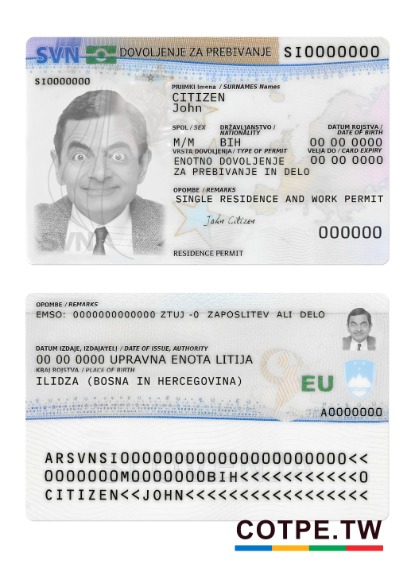 SVN DOVOLJENJE ZA PREBIVANJE SI0000000
SI0000000
PRIIMKI Imena / SURNAMES Names
CITIZEN
John
SPOL / SEX DRŽAVLJANSTVO / NATIONALITY DATUM ROJSTVA / DATE OF BIRTH
M/M BIH 00 00 0000
VRSTA DOVOLJENJA / TYPE OF PERMIT VELJA DO / CARD EXPIRY
ENOTNO DOVOLJENJE 00 00 0000
ZA PREBIVANJE IN DELO
OPOMBE / REMARKS
SINGLE RESIDENCE AND WORK PERMIT
John Citizen
000000
SVN
RESIDENCE PERMIT
OPOMBE / REMARKS
EMSO: 0000000000000 ZTUJ -0 ZAPOSLITEV ALI DELO
DATUM IZDAJE, IZDAJATELJ / DATE OF ISSUE, AUTHORITY
00 00 0000 UPRAVNA ENOTA LITIJA
KRAJ ROJSTVA / PLACE OF BIRTH
ILIDZA (BOSNA IN HERCEGOVINA)
EU
A0000000
ARSVNSI000000000000000000000<<
0000000M0000000BIH<<<<<<<<<<<0
CITIZEN<<JOHN<<<<<<<<<<<<<<<<<
COTPE.TW